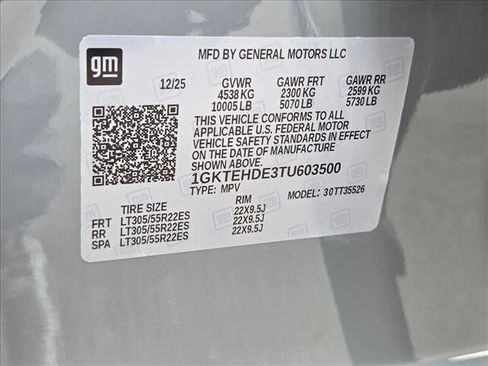 gm
MFD BY GENERAL MOTORS LLC
12/25 GVWR GAWR FRT GAWR RR
4538 KG 2300 KG 2599 KG
10005 LB 5070 LB 5730 LB
THIS VEHICLE CONFORMS TO ALL
APPLICABLE U.S. FEDERAL MOTOR
VEHICLE SAFETY STANDARDS IN EFFECT
ON THE DATE OF MANUFACTURE
SHOWN ABOVE.
1GKTEHDE3TU603500
TYPE: MPV MODEL: 30TT35526
TIRE SIZE RIM
FRT LT305/55R22ES 22X9.5J
RR LT305/55R22ES 22X9.5J
SPA LT305/55R22ES 22X9.5J